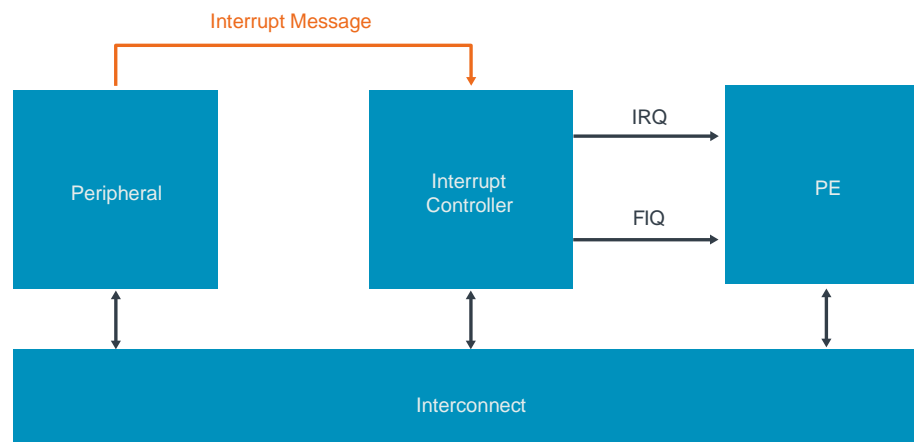 Interrupt Message
IRQ
Peripheral
Interrupt
Controller
PE
FIQ
Interconnect